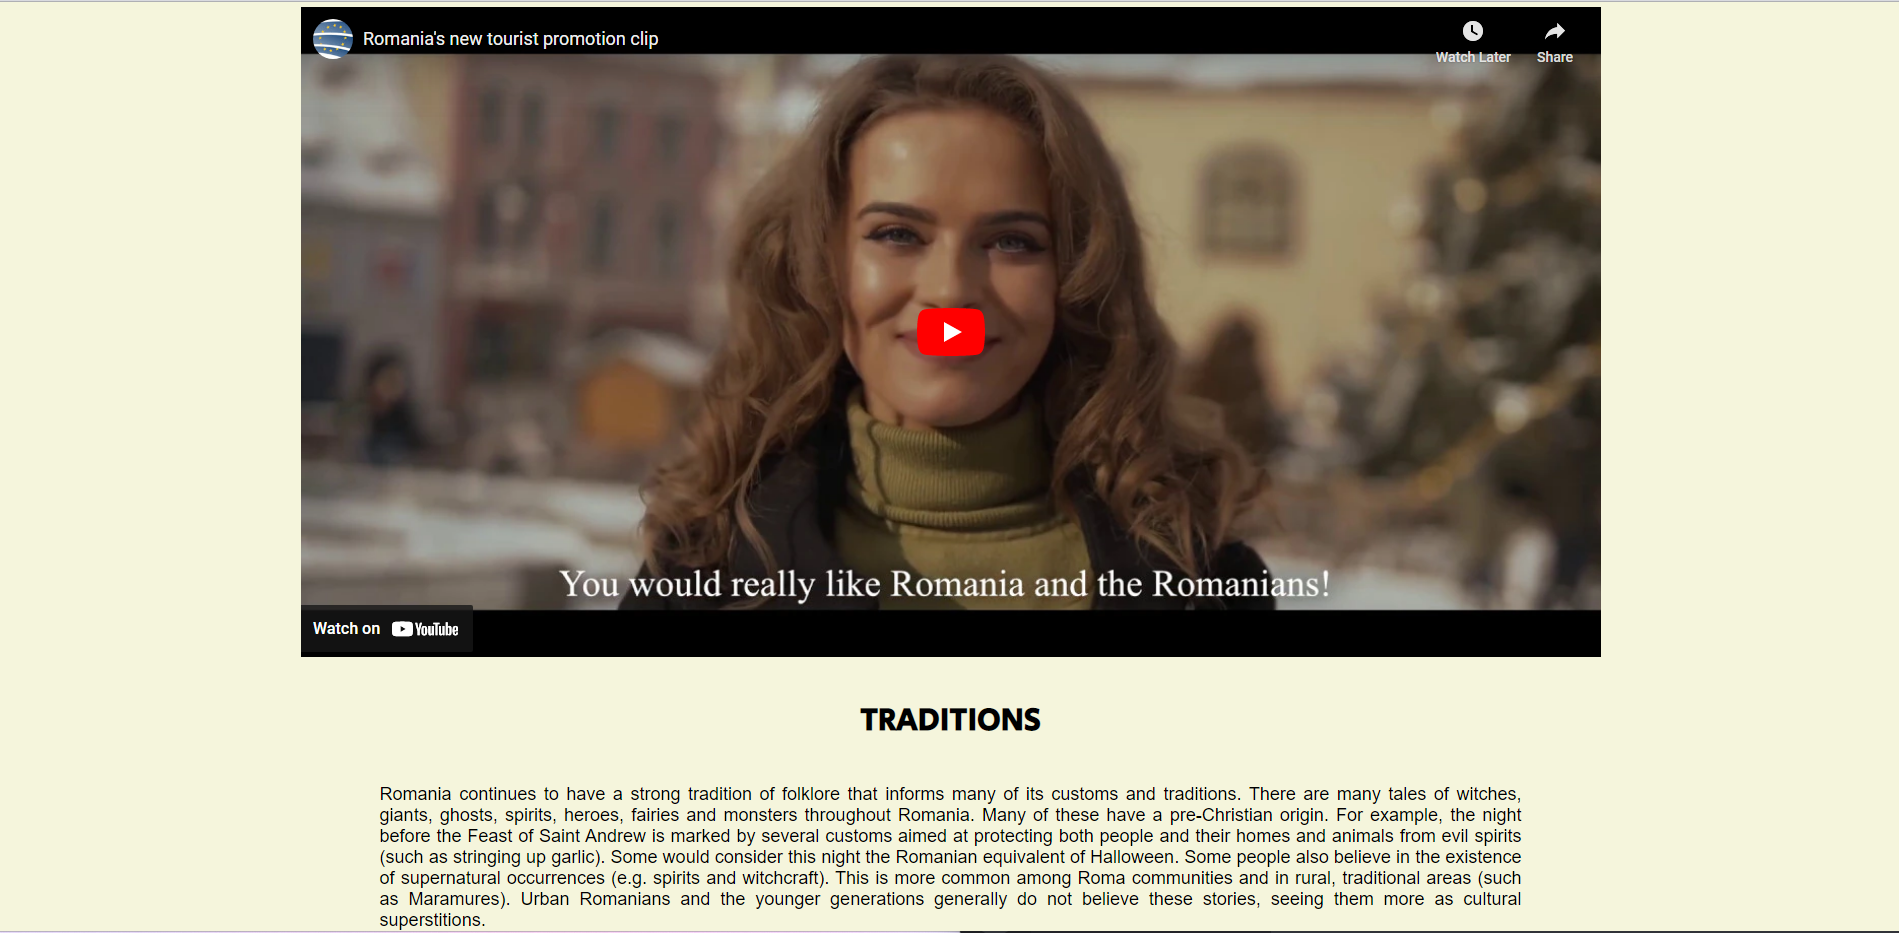 Romania's new tourist promotion clip
Watch Later
Share
You would really like Romania and the Romanians!
Watch on YouTube
TRADITIONS
Romania continues to have a strong tradition of folklore that informs many of its customs and traditions. There are many tales of witches,
giants, ghosts, spirits, heroes, fairies and monsters throughout Romania. Many of these have a pre-Christian origin. For example, the night
before the Feast of Saint Andrew is marked by several customs aimed at protecting both people and their homes and animals from evil spirits
(such as stringing up garlic). Some would consider this night the Romanian equivalent of Halloween. Some people also believe in the existence
of supernatural occurrences (e.g. spirits and witchcraft). This is more common among Roma communities and in rural, traditional areas (such
as Maramures). Urban Romanians and the younger generations generally do not believe these stories, seeing them more as cultural
superstitions.